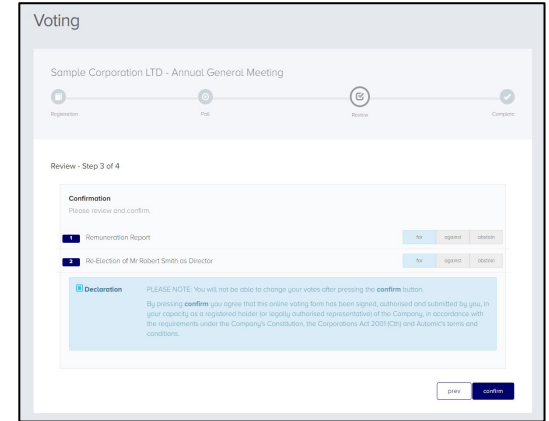 Voting
Sample Corporation LTD - Annual General Meeting
Registration Poll Review Complete
Review - Step 3 of 4
Confirmation
Please review and confirm.
1 Remuneration Report for against abstain
2 Re-Election of Mr Robert Smith as Director for against abstain
Declaration PLEASE NOTE: You will not be able to change your votes after pressing the confirm button.
By pressing confirm you agree that this online voting form has been signed, authorised and submitted by you, in
your capacity as a registered holder (or legally authorised representative) of the Company, in accordance with
the requirements under the Company's Constitution, the Corporations Act 2001 (Cth) and Automic's terms and
conditions.
prev confirm